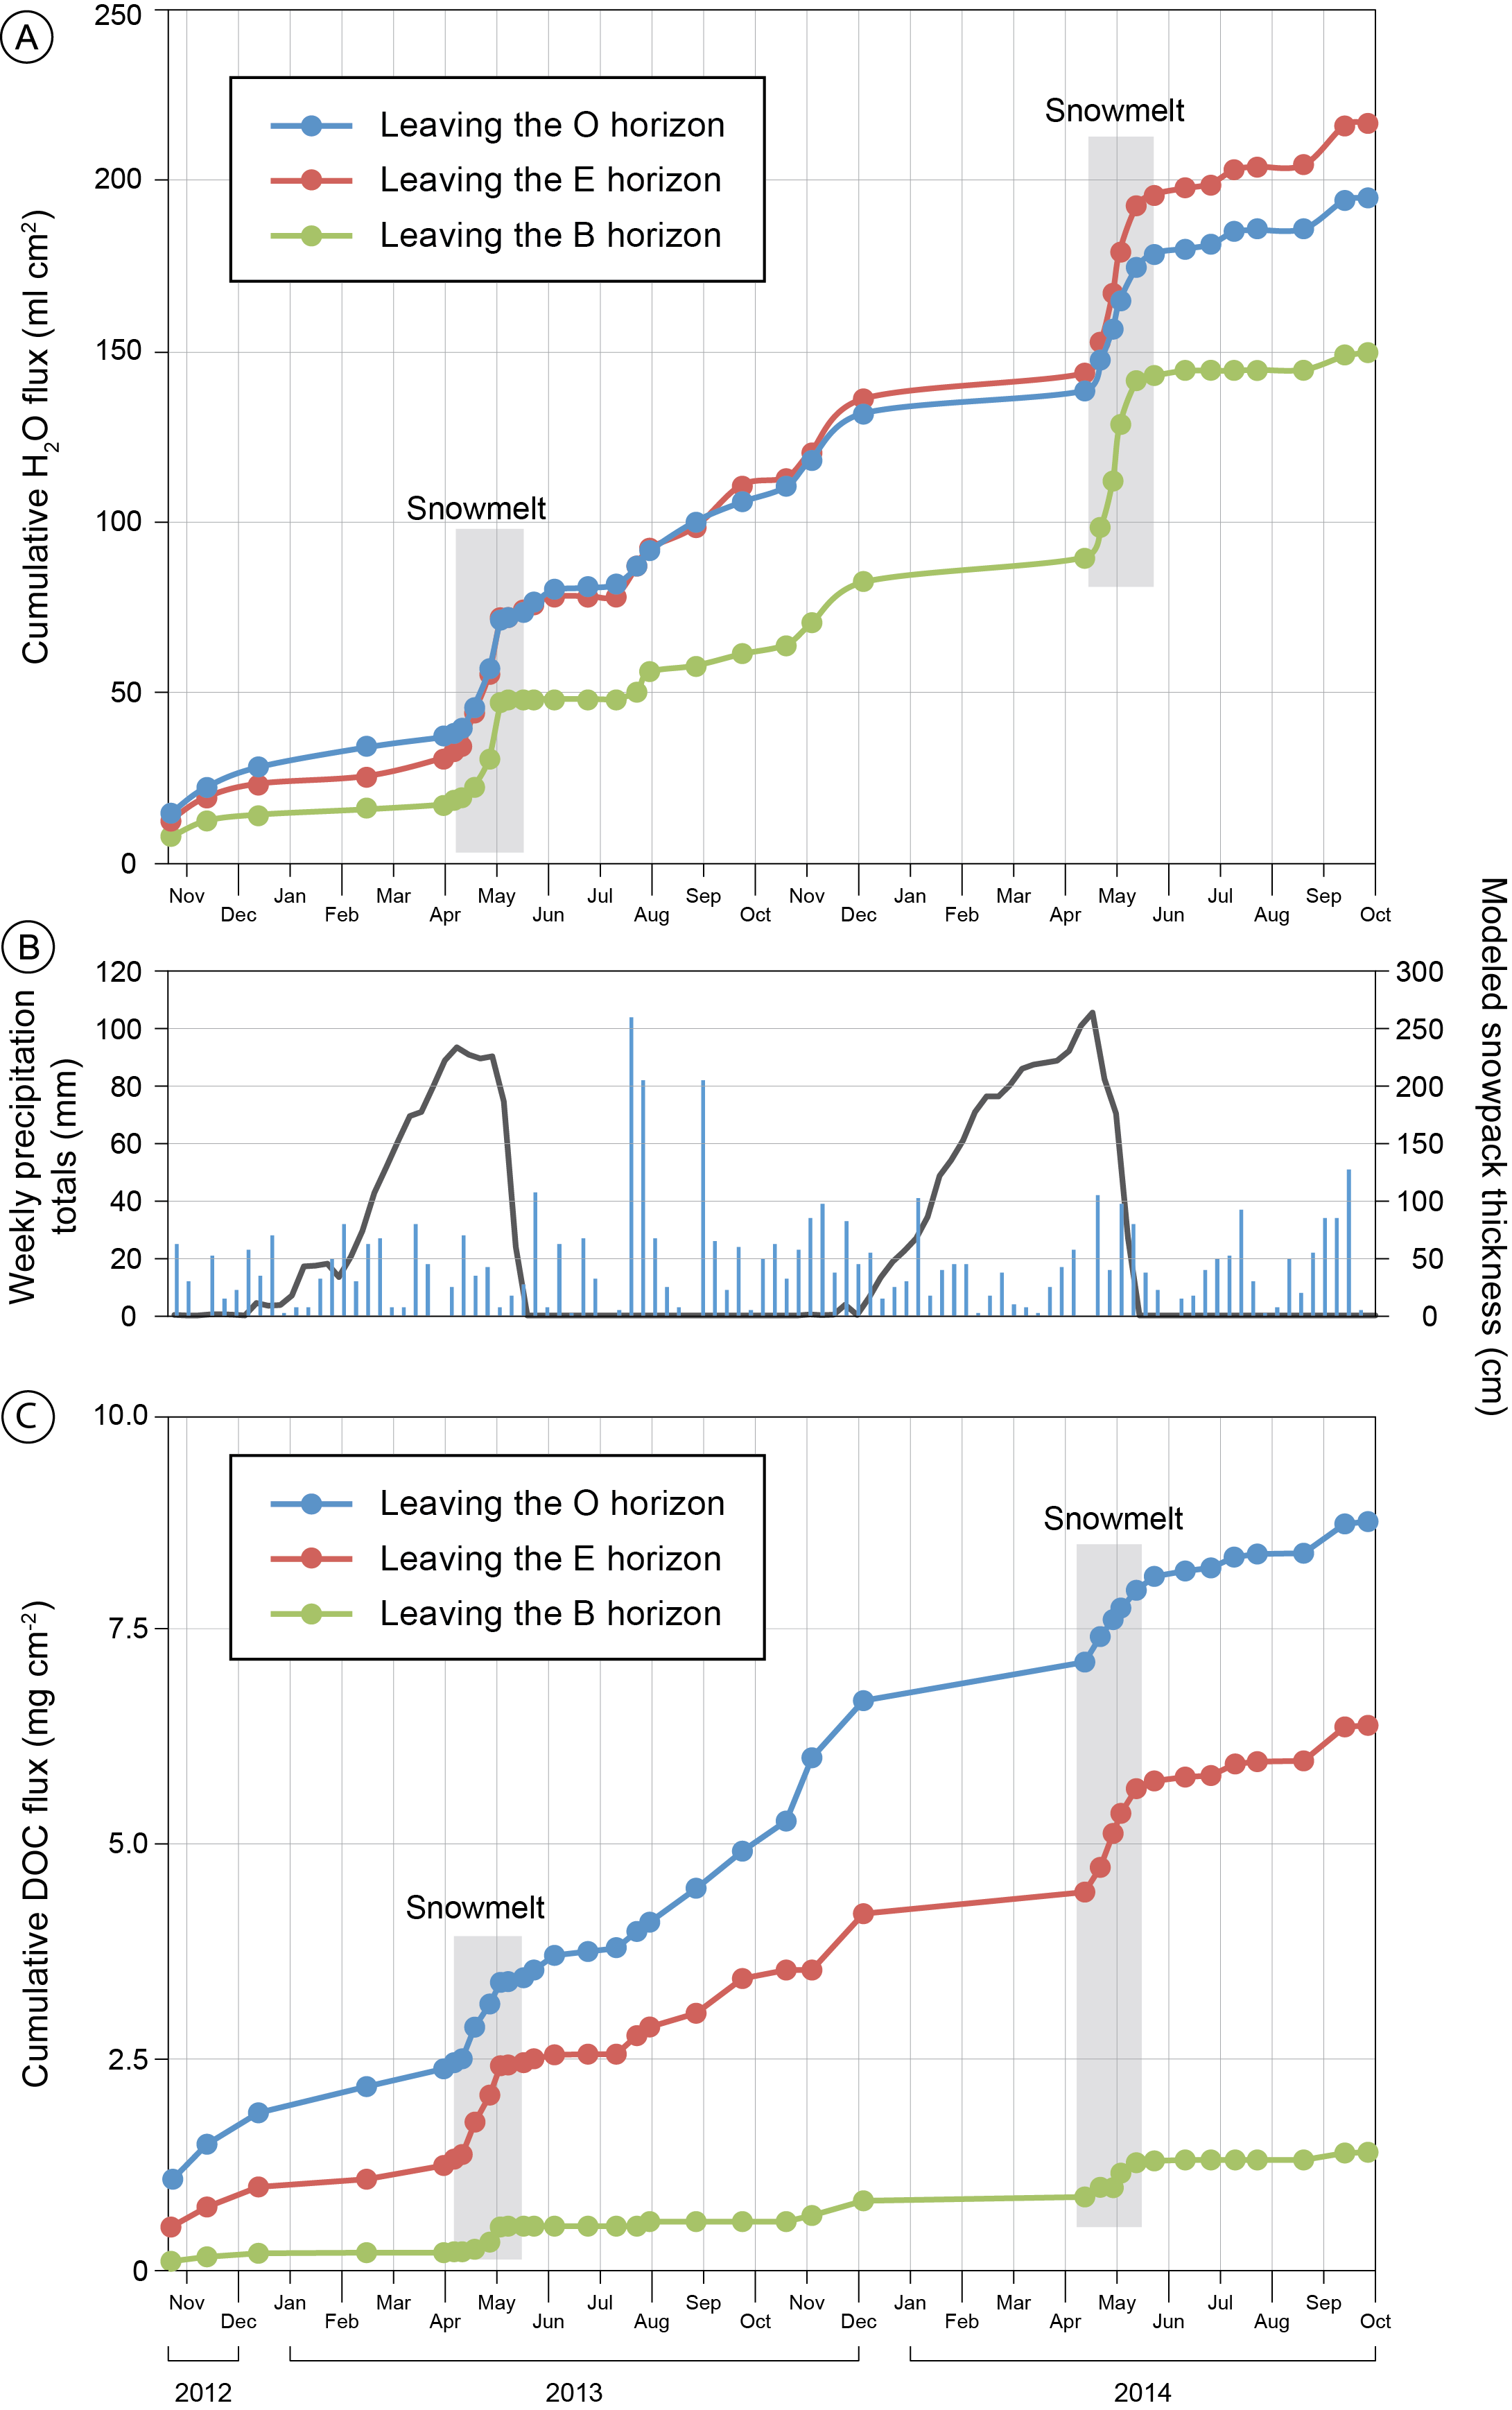 A
Cumulative H2O flux (ml cm2)
250
200
150
100
50
0
Leaving the O horizon
Leaving the E horizon
Leaving the B horizon
Snowmelt
Snowmelt
Nov Dec Jan Feb Mar Apr May Jun Jul Aug Sep Oct Nov Dec Jan Feb Mar Apr May Jun Jul Aug Sep Oct
B
Weekly precipitation
totals (mm)
120
100
80
60
40
20
0
300
250
200
150
100
50
0
Modeled snowpack thickness (cm)
C
Cumulative DOC flux (mg cm-2)
10.0
7.5
5.0
2.5
0
Leaving the O horizon
Leaving the E horizon
Leaving the B horizon
Snowmelt
Snowmelt
Nov Dec Jan Feb Mar Apr May Jun Jul Aug Sep Oct Nov Dec Jan Feb Mar Apr May Jun Jul Aug Sep Oct
2012 2013 2014